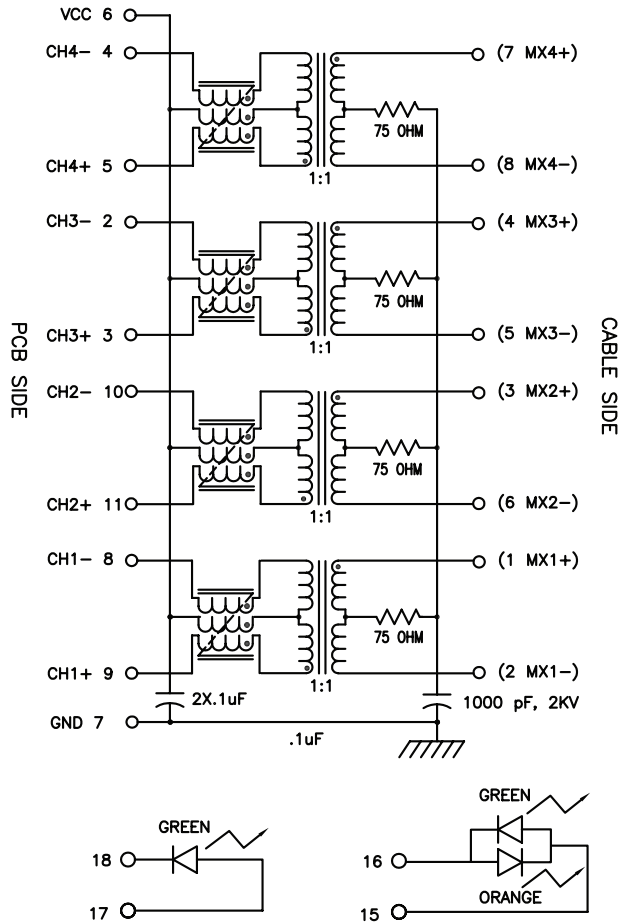 VCC 6
CH4- 4
(7 MX4+)
75 OHM
CH4+ 5
(8 MX4-)
1:1
CH3- 2
(4 MX3+)
75 OHM
CH3+ 3
(5 MX3-)
1:1
PCB SIDE
CABLE SIDE
CH2- 10
(3 MX2+)
75 OHM
CH2+ 11
(6 MX2-)
1:1
CH1- 8
(1 MX1+)
75 OHM
CH1+ 9
(2 MX1-)
1:1
2X.1uF
1000 pF, 2KV
GND 7
.1uF
GREEN
18
17
GREEN
16
ORANGE
15